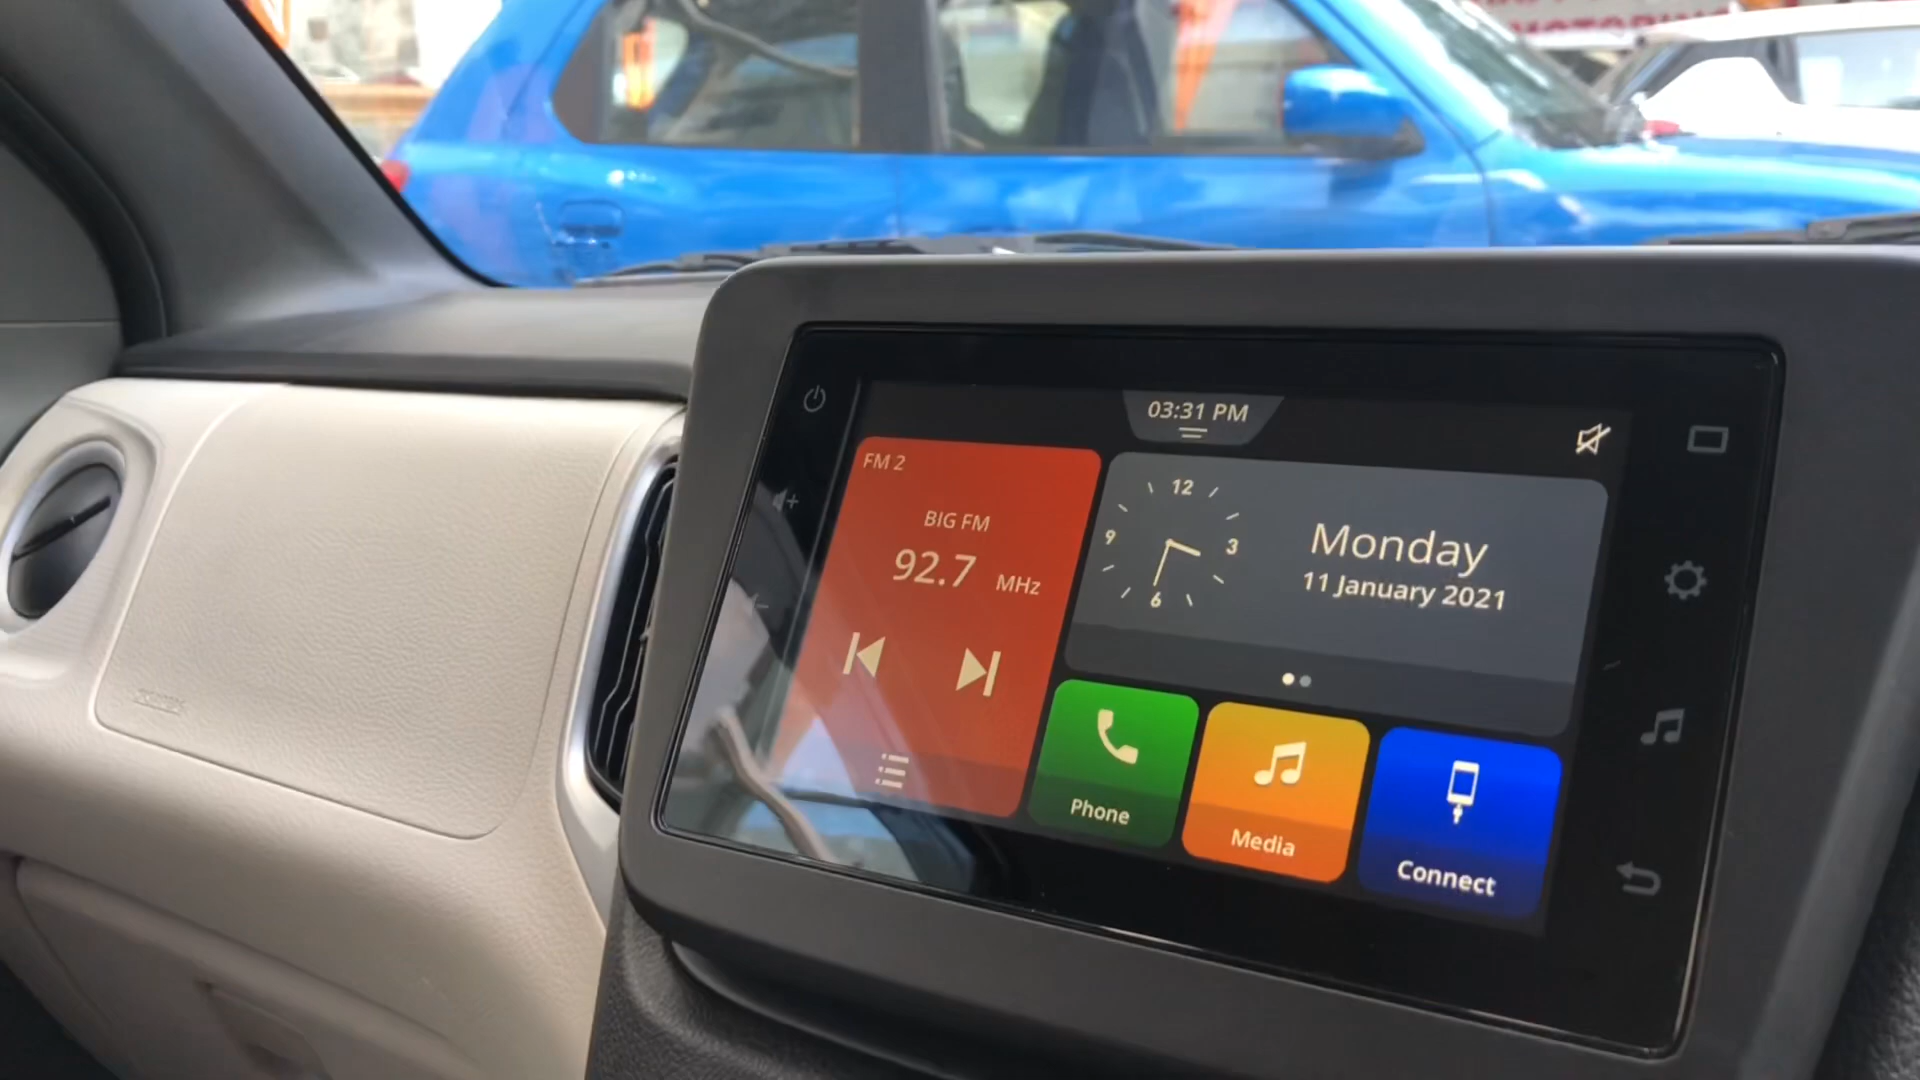 03:31 PM
FM 2
BIG FM
92.7 MHz
12
9
3
6
Monday
11 January 2021
Phone
Media
Connect